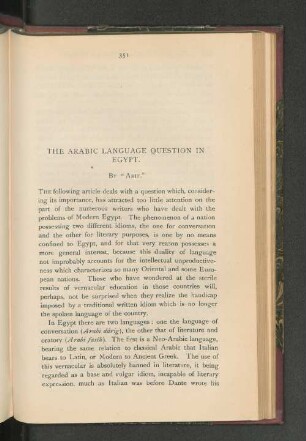 351
THE ARABIC LANGUAGE QUESTION IN
EGYPT.
BY
THE following article deals with a question which, consider-
ing its importance, has attracted too little attention on the
part of the numerous writers who have dealt with the
problems of Modern Egypt. The phenomenon of a nation
possessing two different idioms, the one for conversation
and the other for literary purposes, is one by no means
confined to Egypt, and for that very reason possesses a
more general interest, because this duality of language
not improbably accounts for the intellectual unproductive-
ness which characterizes so many Oriental and some Euro-
pean nations. Those who have wondered at the sterile
results of vernacular education in those countries will,
perhaps, not be surprised when they realize the handicap
imposed by a traditional written idiom which is no longer
the spoken language of the country.
In Egypt there are two languages: one the language of
conversation (Arabi dârig), the other that of literature and
oratory (Arabi fasîh). The first is a Neo-Arabic language,
bearing the same relation to classical Arabic that Italian
bears to Latin, or Modern to Ancient Greek. The use of
this vernacular is absolutely banned in literature, it being
regarded as a base and vulgar idiom, incapable of literary
expression, much as Italian was before Dante wrote his